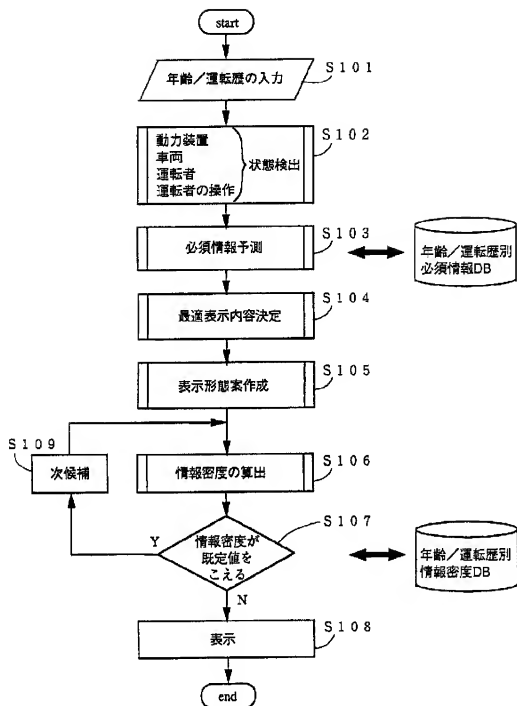 start
年齢／運転歴の入力
S101
動力装置
車両
運転者
運転者の操作
状態検出
S102
必須情報予測
S103
年齢／運転歴別
必須情報DB
最適表示内容決定
S104
表示形態案作成
S105
S109
次候補
情報密度の算出
S106
情報密度が
既定値を
こえる
S107
Y
N
年齢／運転歴別
情報密度DB
表示
S108
end